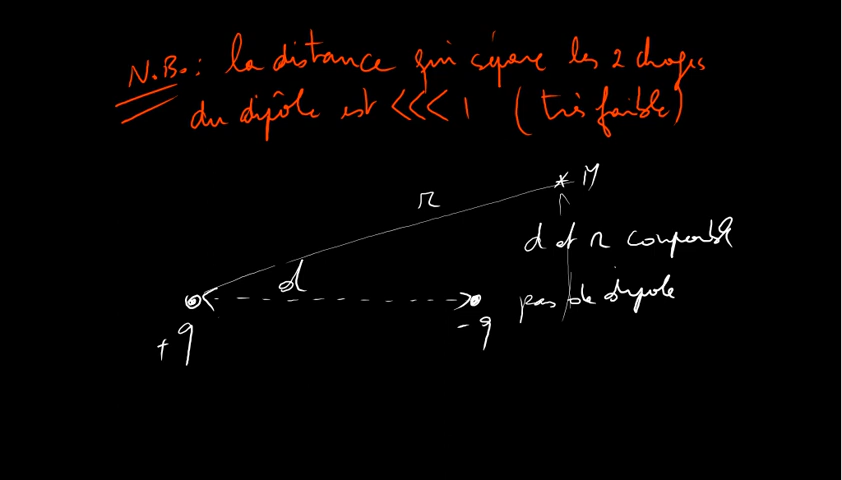 N.B. : la distance qui sépare les 2 charges
du dipôle est <<< 1 (très faible)
M
r
d et r comparable
d
pas de dipole
+q
-q